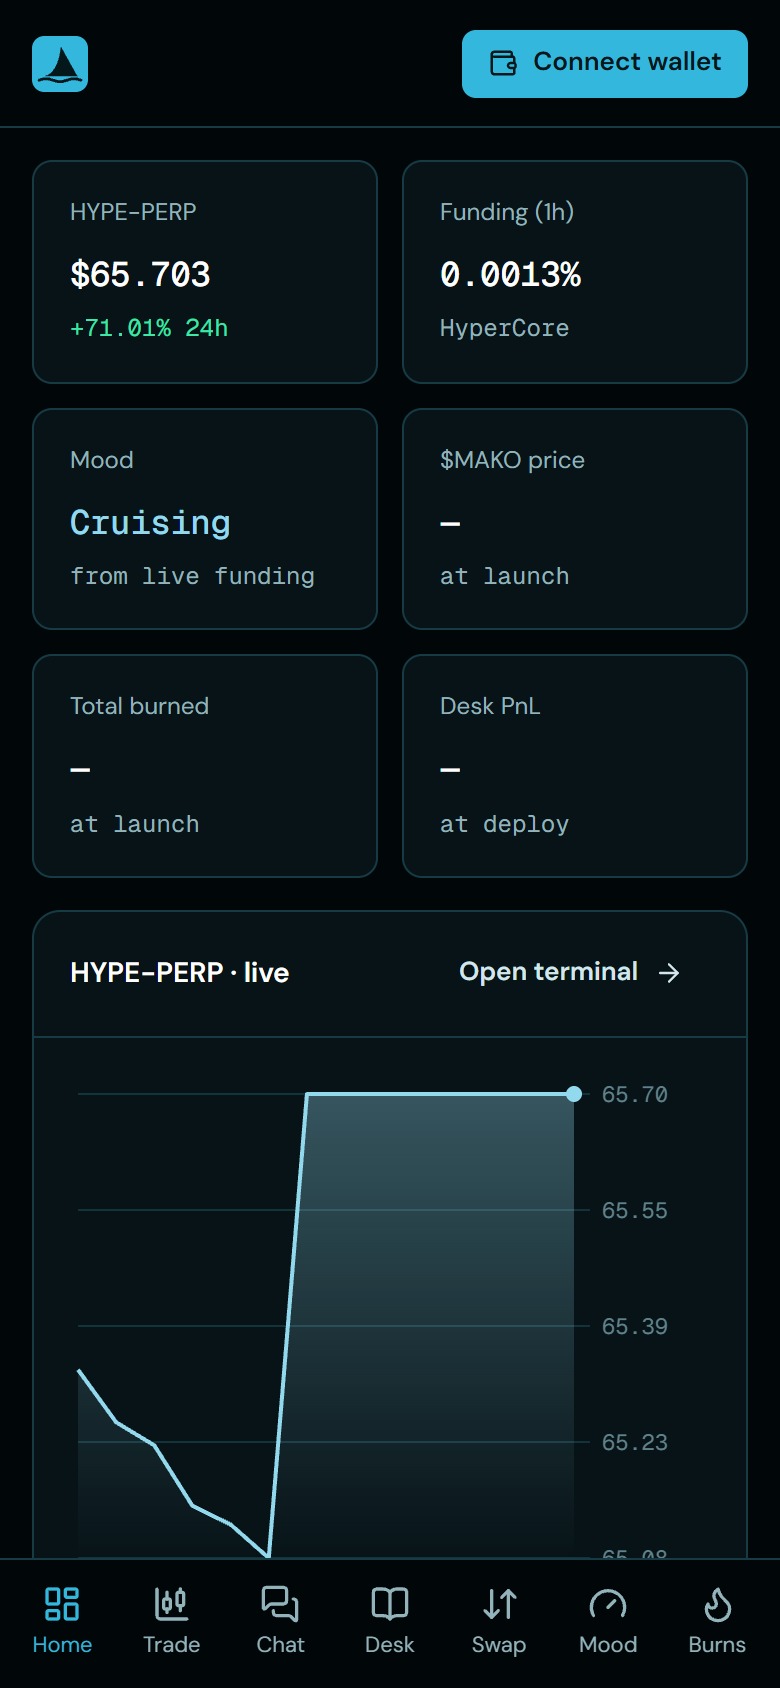 Connect wallet
HYPE-PERP
$65.703
+71.01% 24h
Funding (1h)
0.0013%
HyperCore
Mood
Cruising
from live funding
$MAKO price
—
at launch
Total burned
—
at launch
Desk PnL
—
at deploy
HYPE-PERP · live
Open terminal →
65.70
65.55
65.39
65.23
65.08
Home
Trade
Chat
Desk
Swap
Mood
Burns